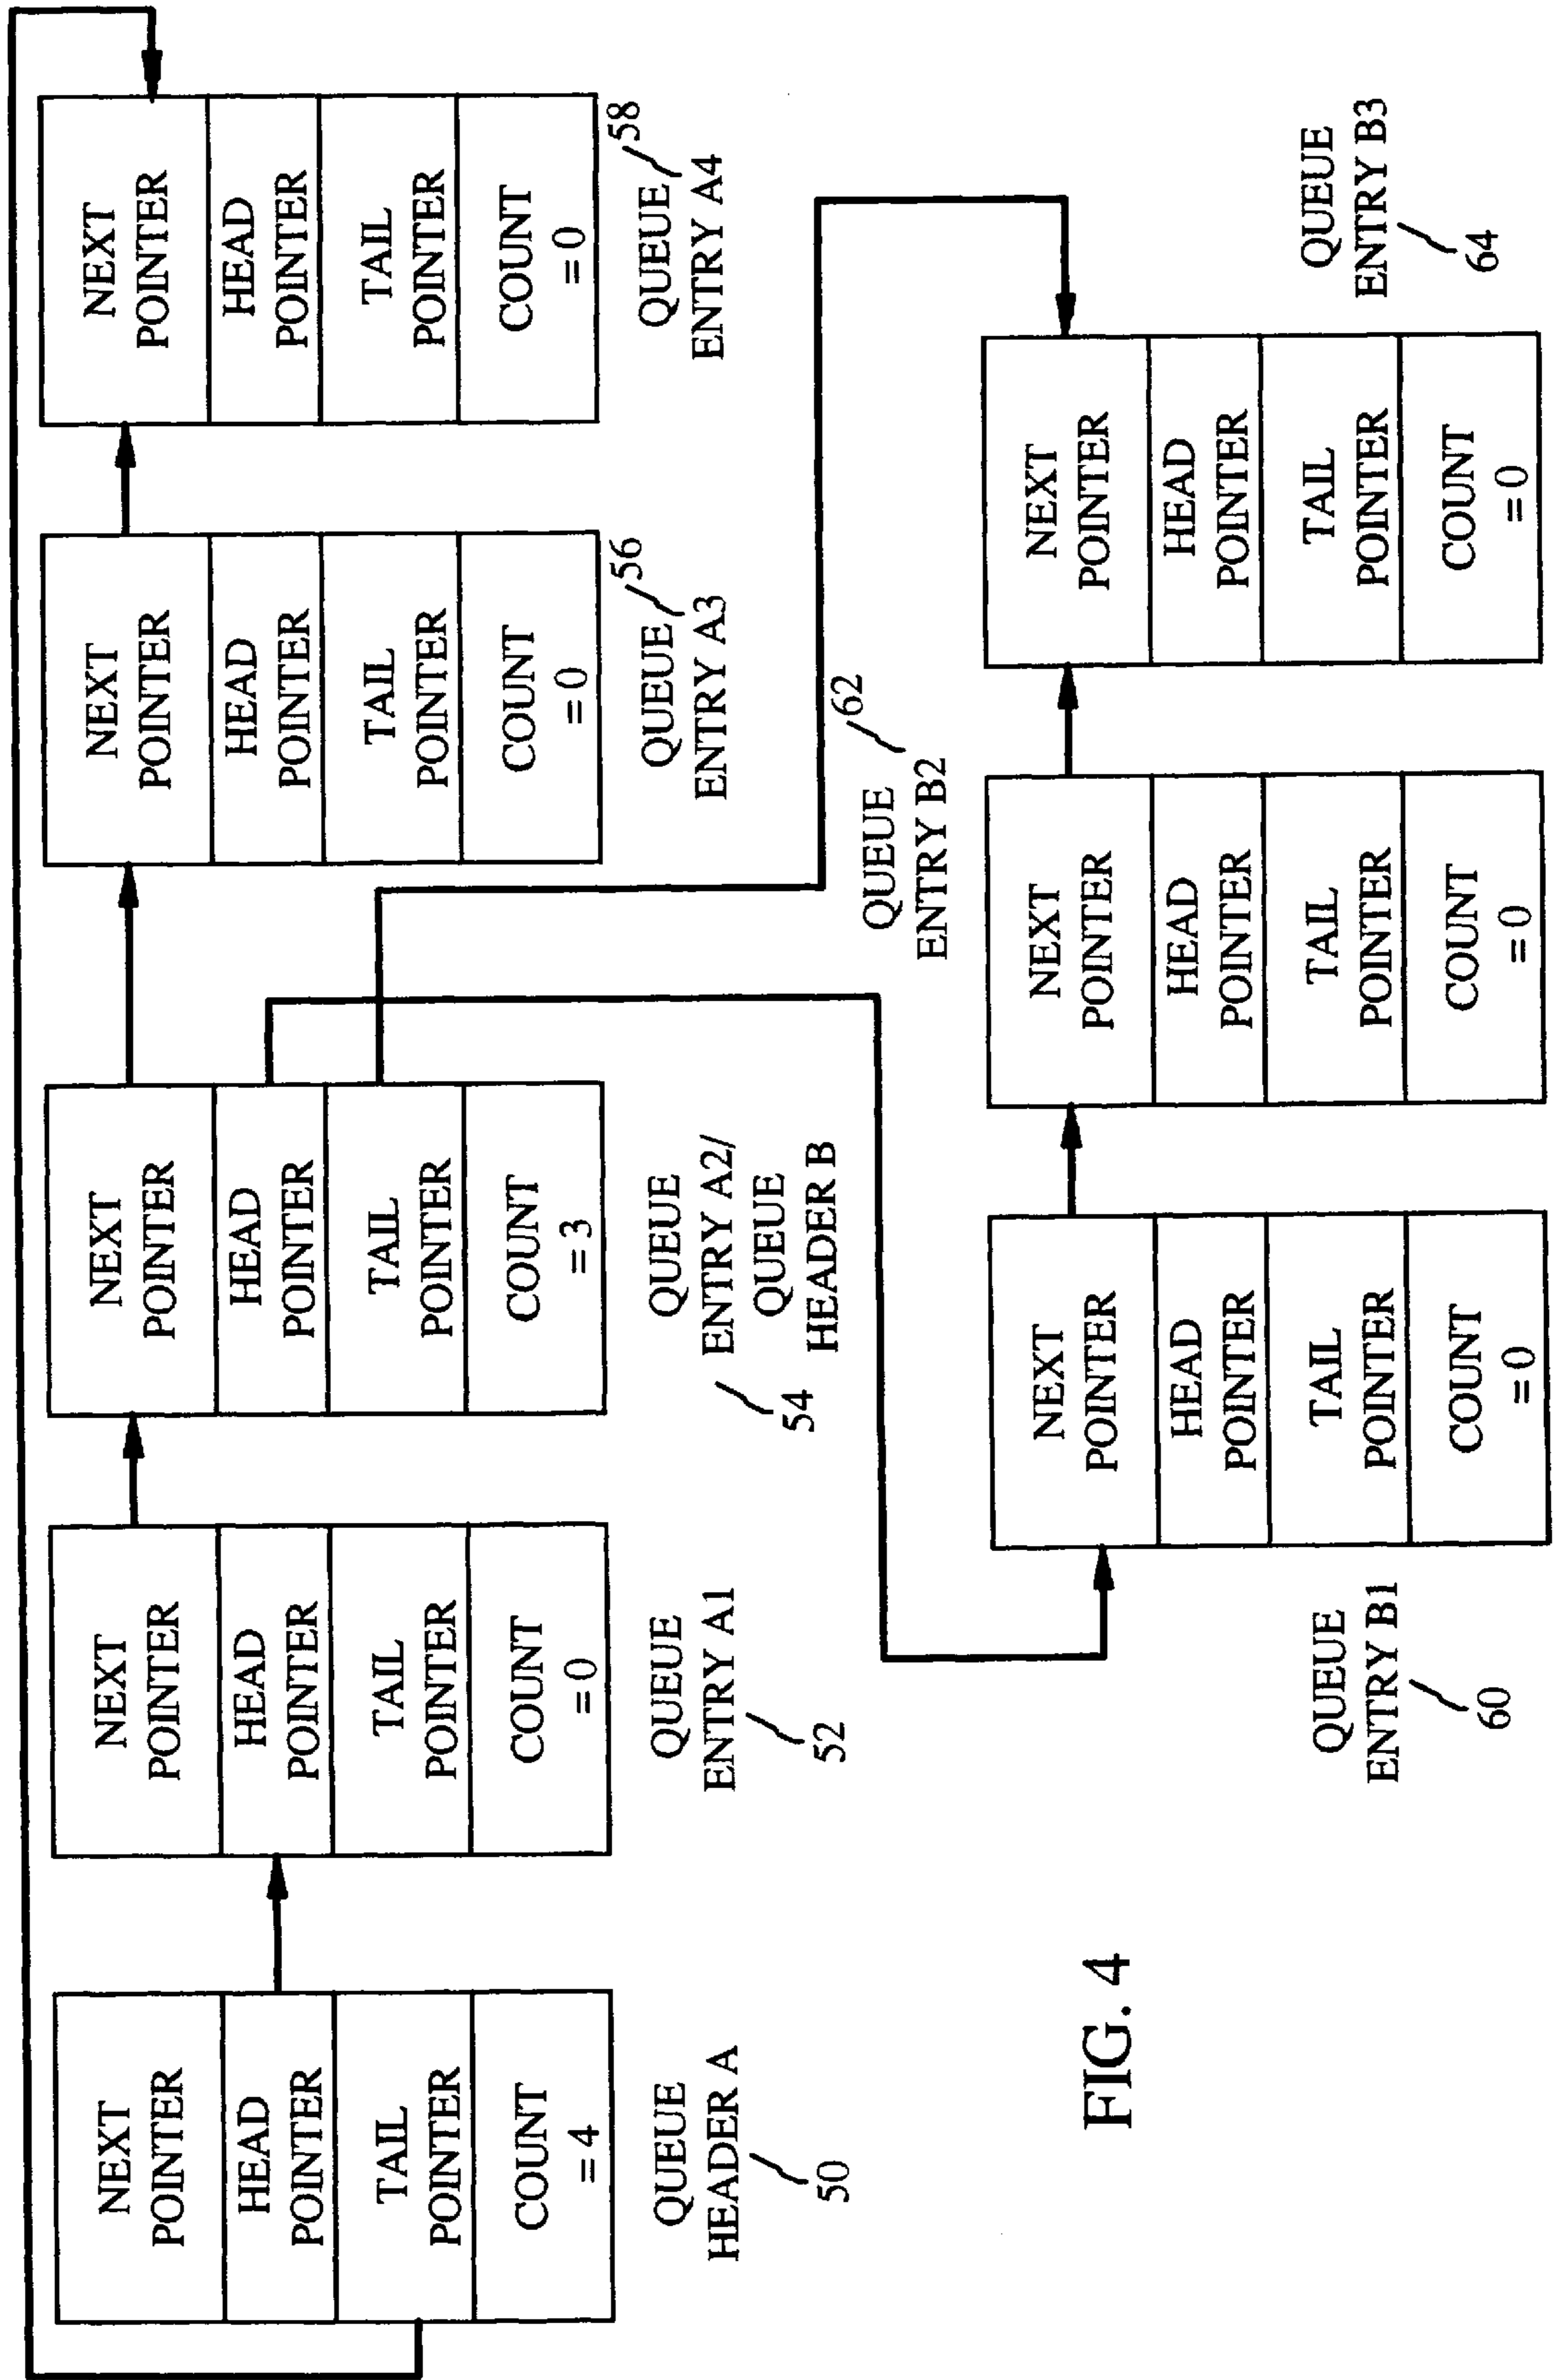 NEXT
POINTER
HEAD
POINTER
TAIL
POINTER
COUNT
= 4
QUEUE
HEADER A
50
NEXT
POINTER
HEAD
POINTER
TAIL
POINTER
COUNT
= 0
QUEUE
ENTRY A1
52
NEXT
POINTER
HEAD
POINTER
TAIL
POINTER
COUNT
= 3
QUEUE
ENTRY A2/
QUEUE
HEADER B
54
NEXT
POINTER
HEAD
POINTER
TAIL
POINTER
COUNT
= 0
QUEUE
ENTRY A3
56
NEXT
POINTER
HEAD
POINTER
TAIL
POINTER
COUNT
= 0
QUEUE
ENTRY A4
58
NEXT
POINTER
HEAD
POINTER
TAIL
POINTER
COUNT
= 0
QUEUE
ENTRY B1
60
QUEUE
ENTRY B2
62
NEXT
POINTER
HEAD
POINTER
TAIL
POINTER
COUNT
= 0
NEXT
POINTER
HEAD
POINTER
TAIL
POINTER
COUNT
= 0
QUEUE
ENTRY B3
64
FIG. 4